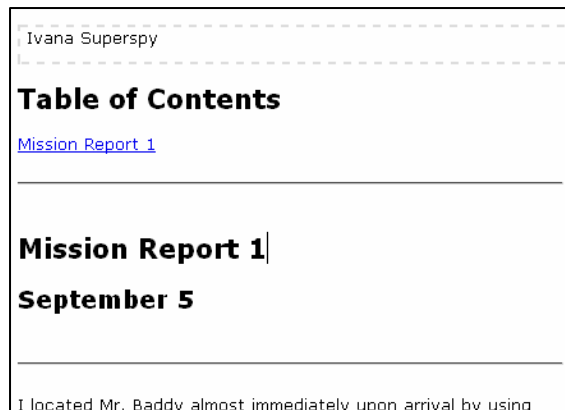 Ivana Superspy
Table of Contents
Mission Report 1
Mission Report 1
September 5
I located Mr. Baddy almost immediately upon arrival by using